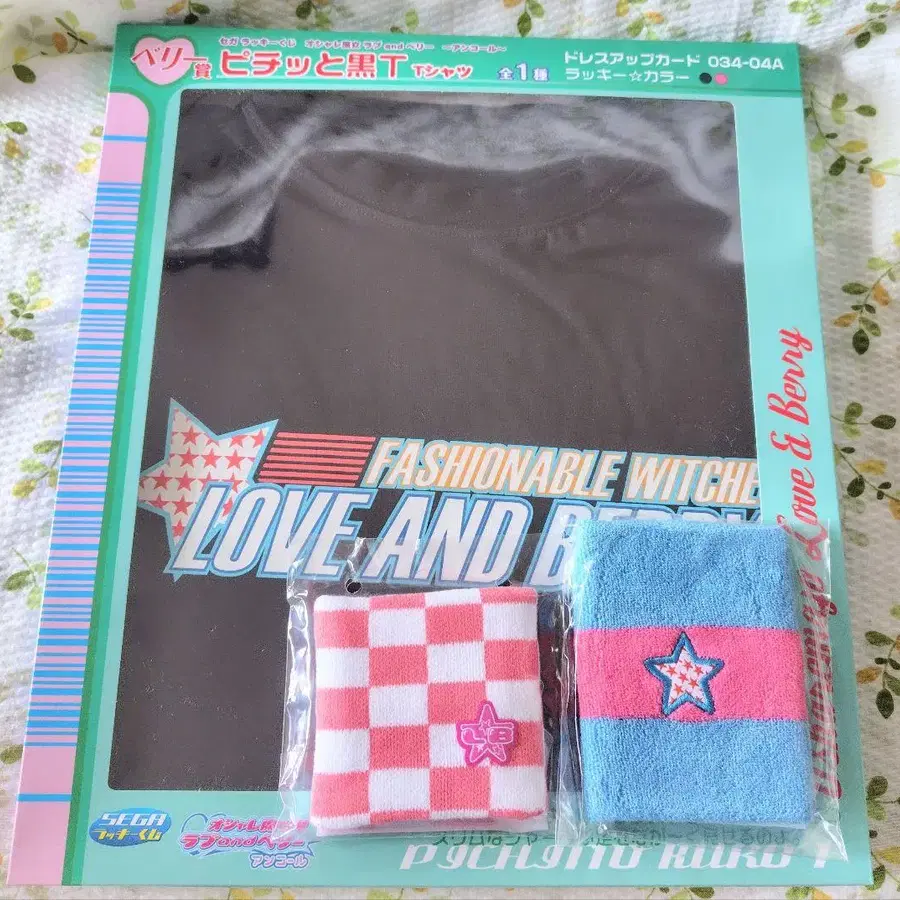 セガ ラッキーくじ オシャレ魔女 ラブ and ベリー ～アンコール～
ベリー賞 ピチッと黒T Tシャツ 全1種
ドレスアップカード 034-04A
ラッキー☆カラー
FASHIONABLE WITCHE
LOVE AND BERRY
Love & Berry
L B
SEGA
ラッキーくじ
オシャレ魔女
ラブandベリー
アンコール